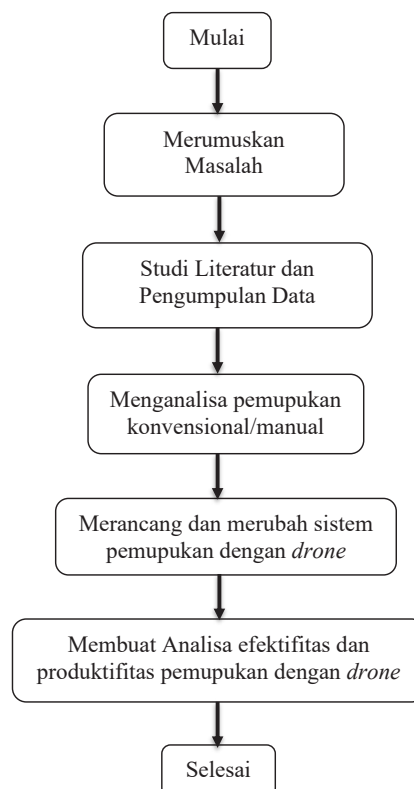 Mulai
Merumuskan
Masalah
Studi Literatur dan
Pengumpulan Data
Menganalisa pemupukan
konvensional/manual
Merancang dan merubah sistem
pemupukan dengan drone
Membuat Analisa efektifitas dan
produktifitas pemupukan dengan drone
Selesai